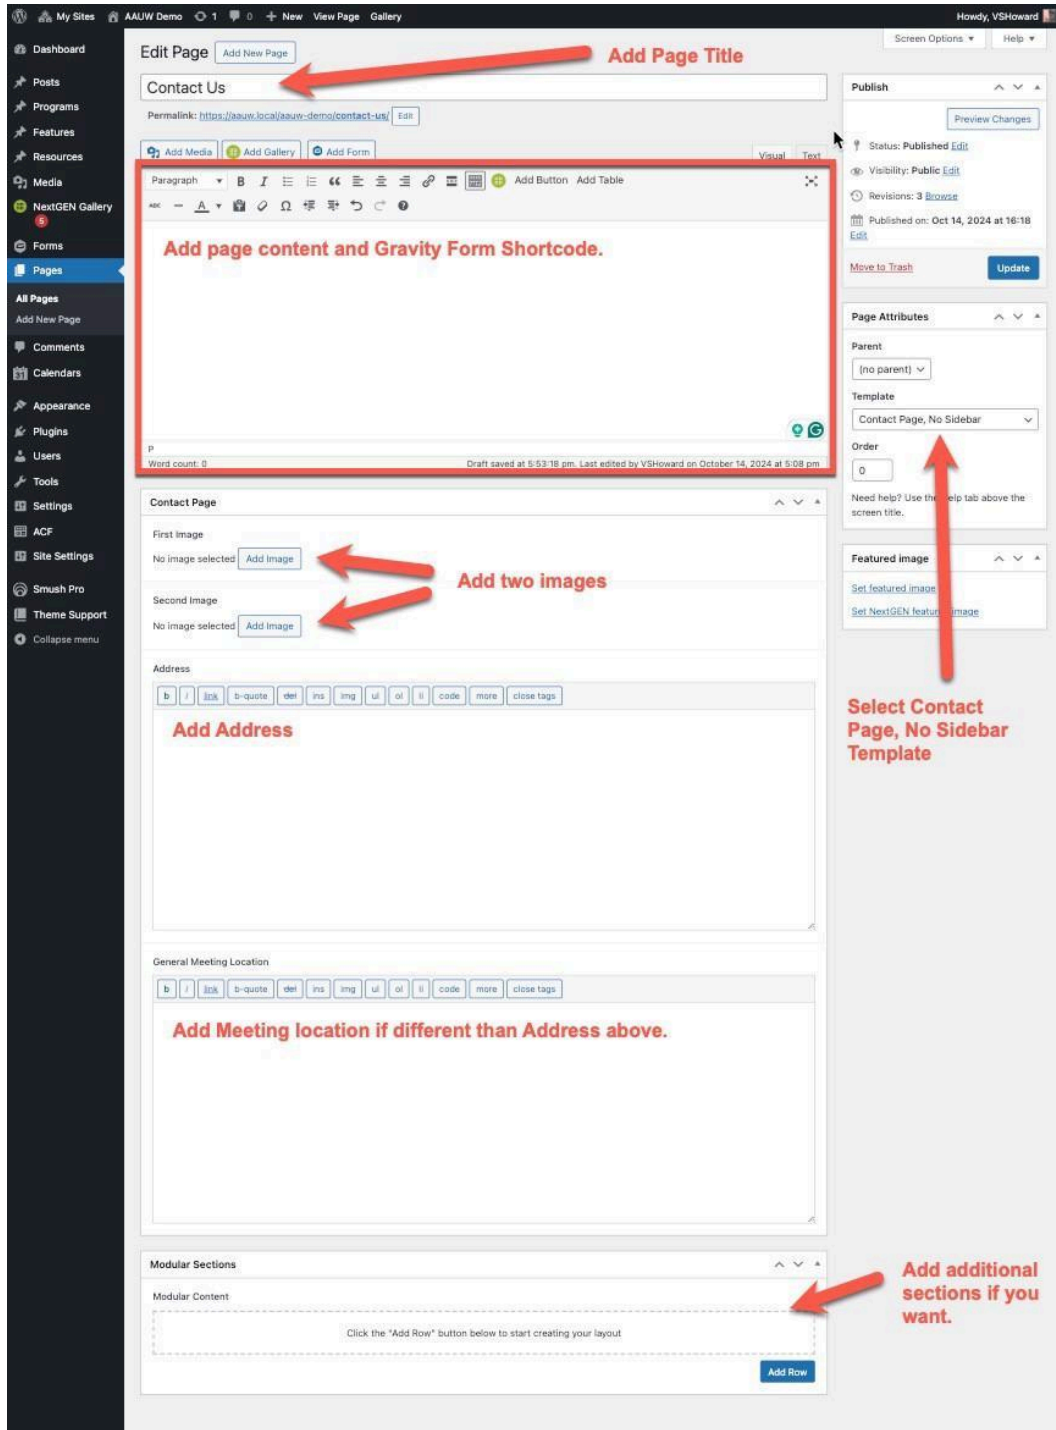 My Sites AAUW Demo 1 0 + New View Page Gallery Howdy, VSHoward
Screen Options ▼ Help ▼
Dashboard
Posts
Programs
Features
Resources
Media
NextGEN Gallery
5
Forms
Pages
All Pages
Add New Page
Comments
Calendars
Appearance
Plugins
Users
Tools
Settings
ACF
Site Settings
Smush Pro
Theme Support
Collapse menu
Edit Page Add New Page
Add Page Title
Contact Us
Permalink: https://aauw.local/aauw-demo/contact-us/ Edit
Add Media Add Gallery Add Form Visual Text
Paragraph B I Add Button Add Table
ABC A Ω
Add page content and Gravity Form Shortcode.
P
Word count: 0 Draft saved at 5:53:18 pm. Last edited by VSHoward on October 14, 2024 at 5:08 pm
Contact Page
First Image
No image selected Add Image
Add two images
Second Image
No image selected Add Image
Address
b i link b-quote del ins img ul ol li code more close tags
Add Address
General Meeting Location
b i link b-quote del ins img ul ol li code more close tags
Add Meeting location if different than Address above.
Modular Sections
Modular Content
Click the "Add Row" button below to start creating your layout
Add Row
Publish
Preview Changes
Status: Published Edit
Visibility: Public Edit
Revisions: 3 Browse
Published on: Oct 14, 2024 at 16:18
Edit
Move to Trash Update
Page Attributes
Parent
(no parent)
Template
Contact Page, No Sidebar
Order
0
Need help? Use the Help tab above the
screen title.
Featured image
Set featured image
Set NextGEN featured image
Select Contact
Page, No Sidebar
Template
Add additional
sections if you
want.